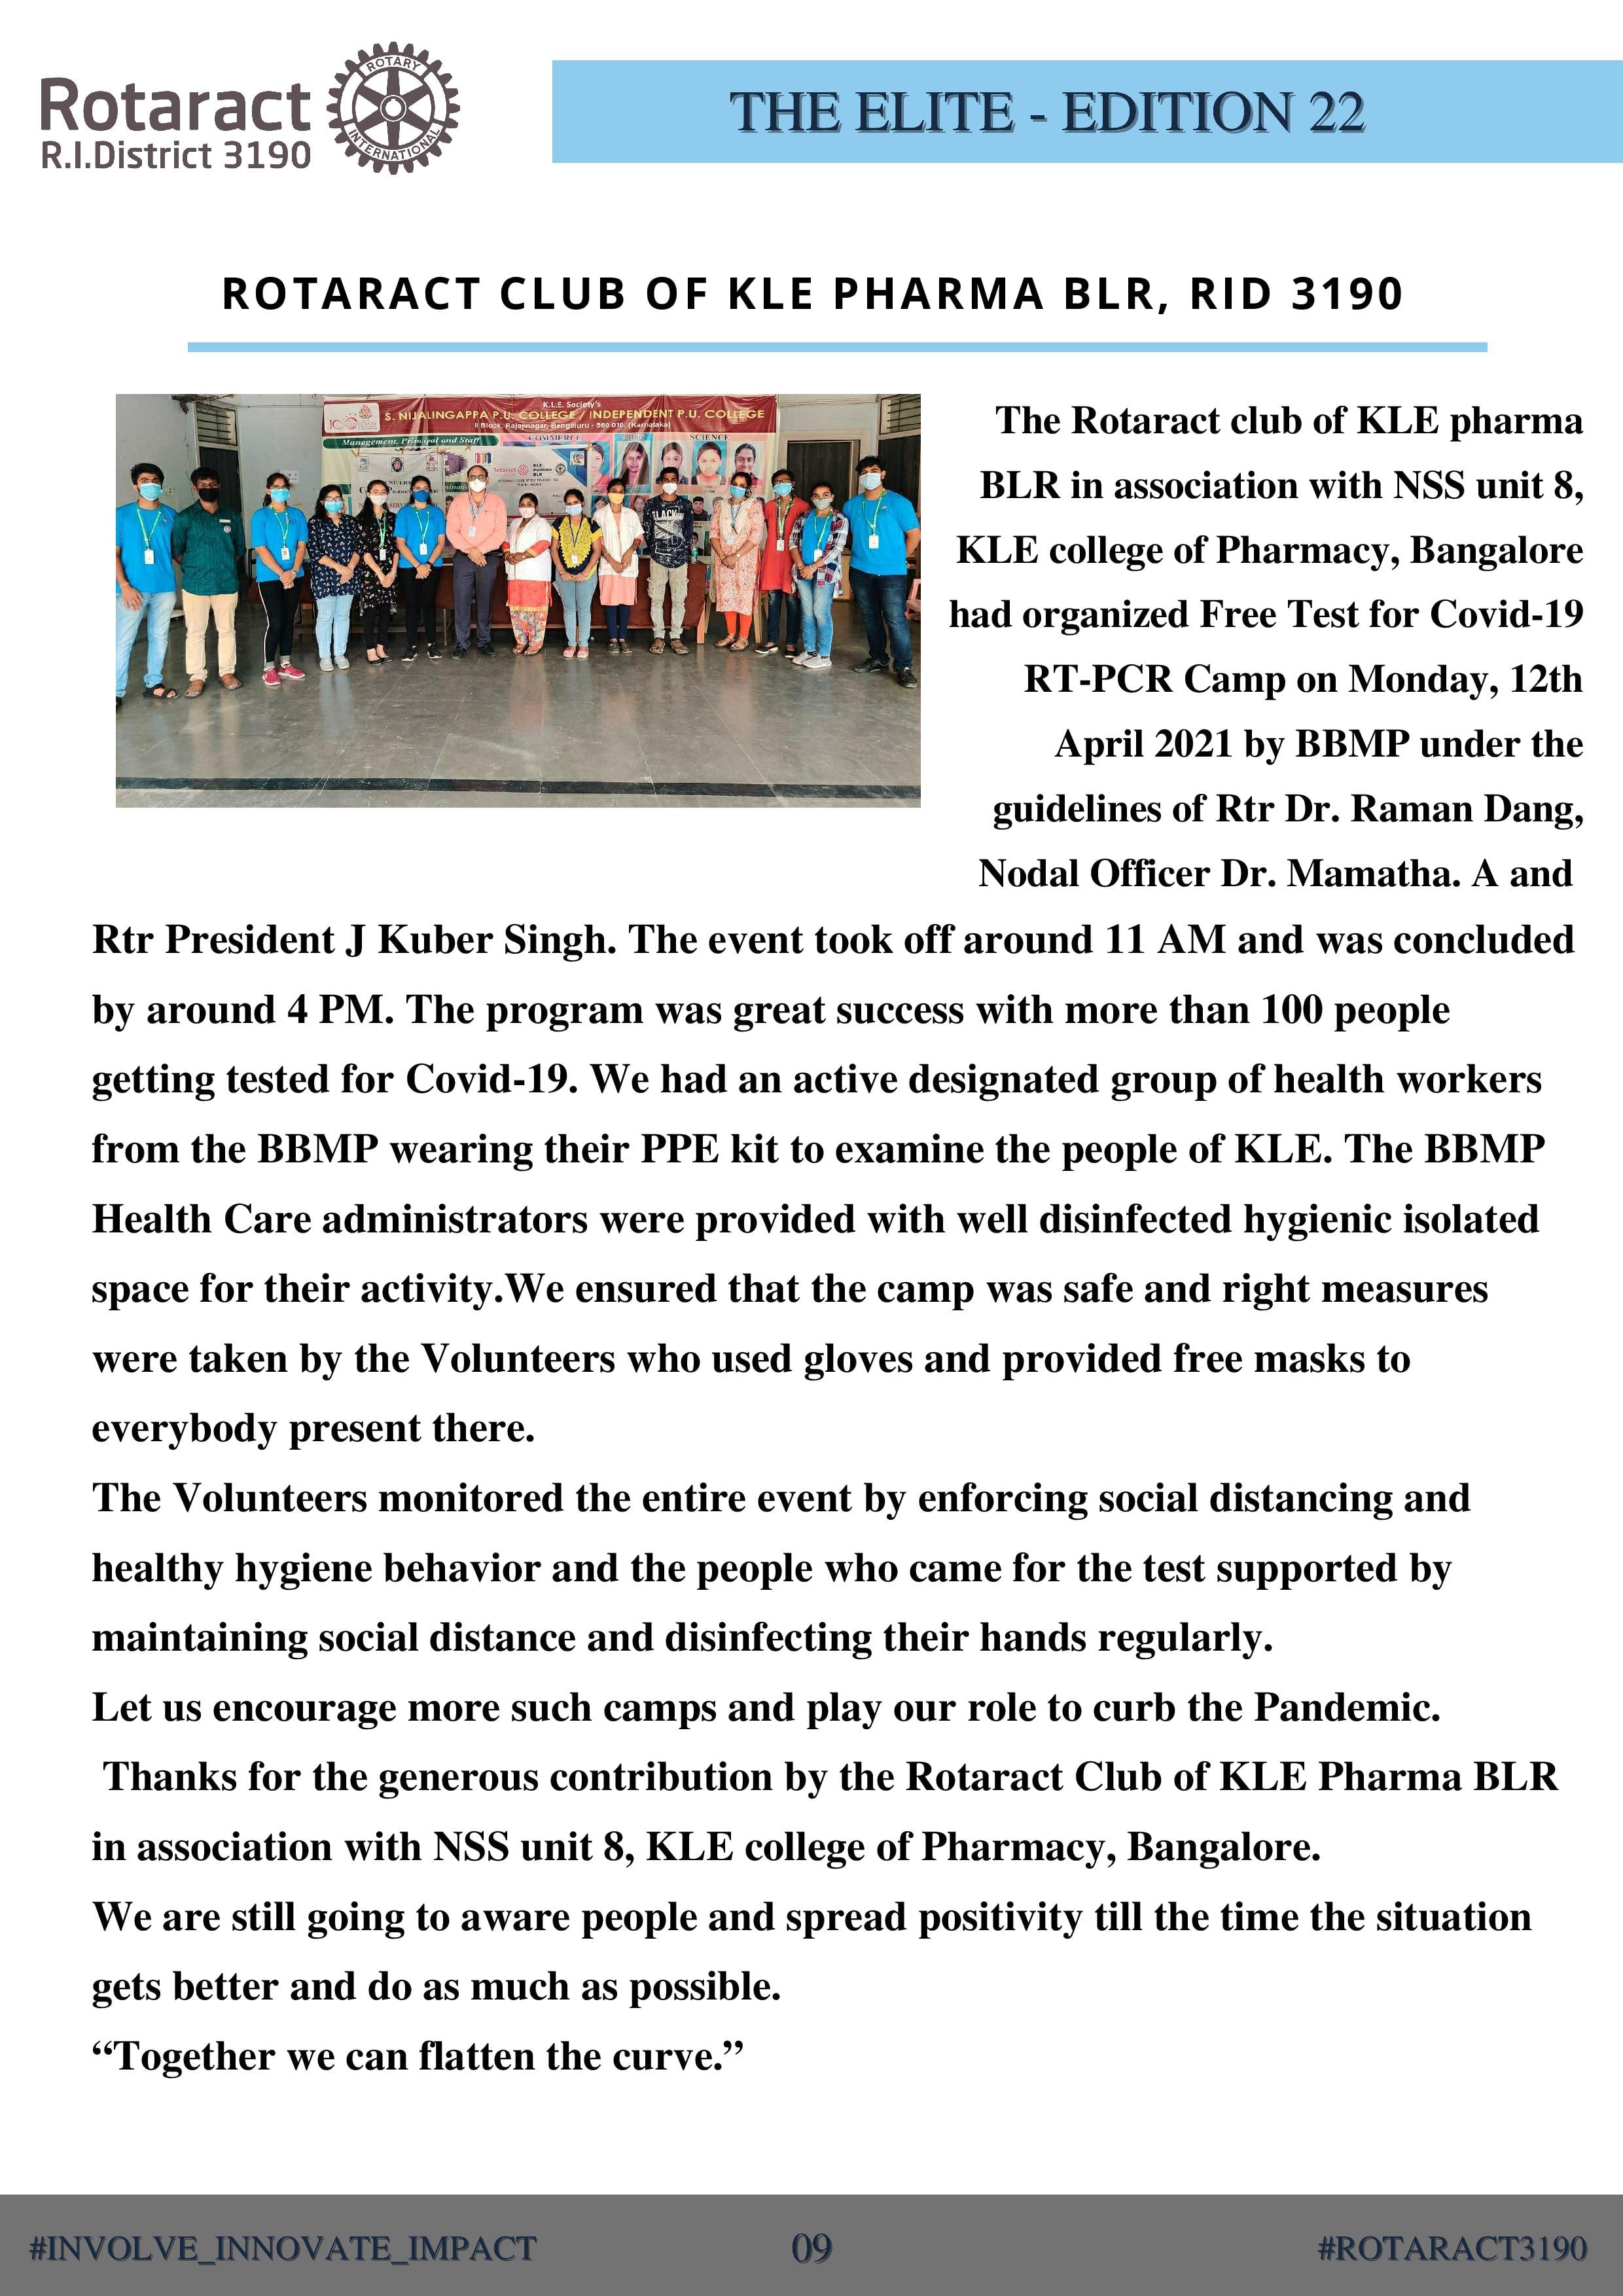 Rotaract
R.I.District 3190
ROTARY
INTERNATIONAL
THE ELITE - EDITION 22
ROTARACT CLUB OF KLE PHARMA BLR, RID 3190
K.L.E. Society's
S. NIJALINGAPPA P.U. COLLEGE / INDEPENDENT P.U. COLLEGE
II Block, Rajajinagar, Bengaluru - 560 010. (Karnataka)
Management, Principal and Staff
COMMERCE
SCIENCE
Rotaract
KLE
PHARMA
BLR
The Rotaract club of KLE pharma
BLR in association with NSS unit 8,
KLE college of Pharmacy, Bangalore
had organized Free Test for Covid-19
RT-PCR Camp on Monday, 12th
April 2021 by BBMP under the
guidelines of Rtr Dr. Raman Dang,
Nodal Officer Dr. Mamatha. A and
Rtr President J Kuber Singh. The event took off around 11 AM and was concluded
by around 4 PM. The program was great success with more than 100 people
getting tested for Covid-19. We had an active designated group of health workers
from the BBMP wearing their PPE kit to examine the people of KLE. The BBMP
Health Care administrators were provided with well disinfected hygienic isolated
space for their activity.We ensured that the camp was safe and right measures
were taken by the Volunteers who used gloves and provided free masks to
everybody present there.
The Volunteers monitored the entire event by enforcing social distancing and
healthy hygiene behavior and the people who came for the test supported by
maintaining social distance and disinfecting their hands regularly.
Let us encourage more such camps and play our role to curb the Pandemic.
Thanks for the generous contribution by the Rotaract Club of KLE Pharma BLR
in association with NSS unit 8, KLE college of Pharmacy, Bangalore.
We are still going to aware people and spread positivity till the time the situation
gets better and do as much as possible.
“Together we can flatten the curve.”
#INVOLVE_INNOVATE_IMPACT
09
#ROTARACT3190